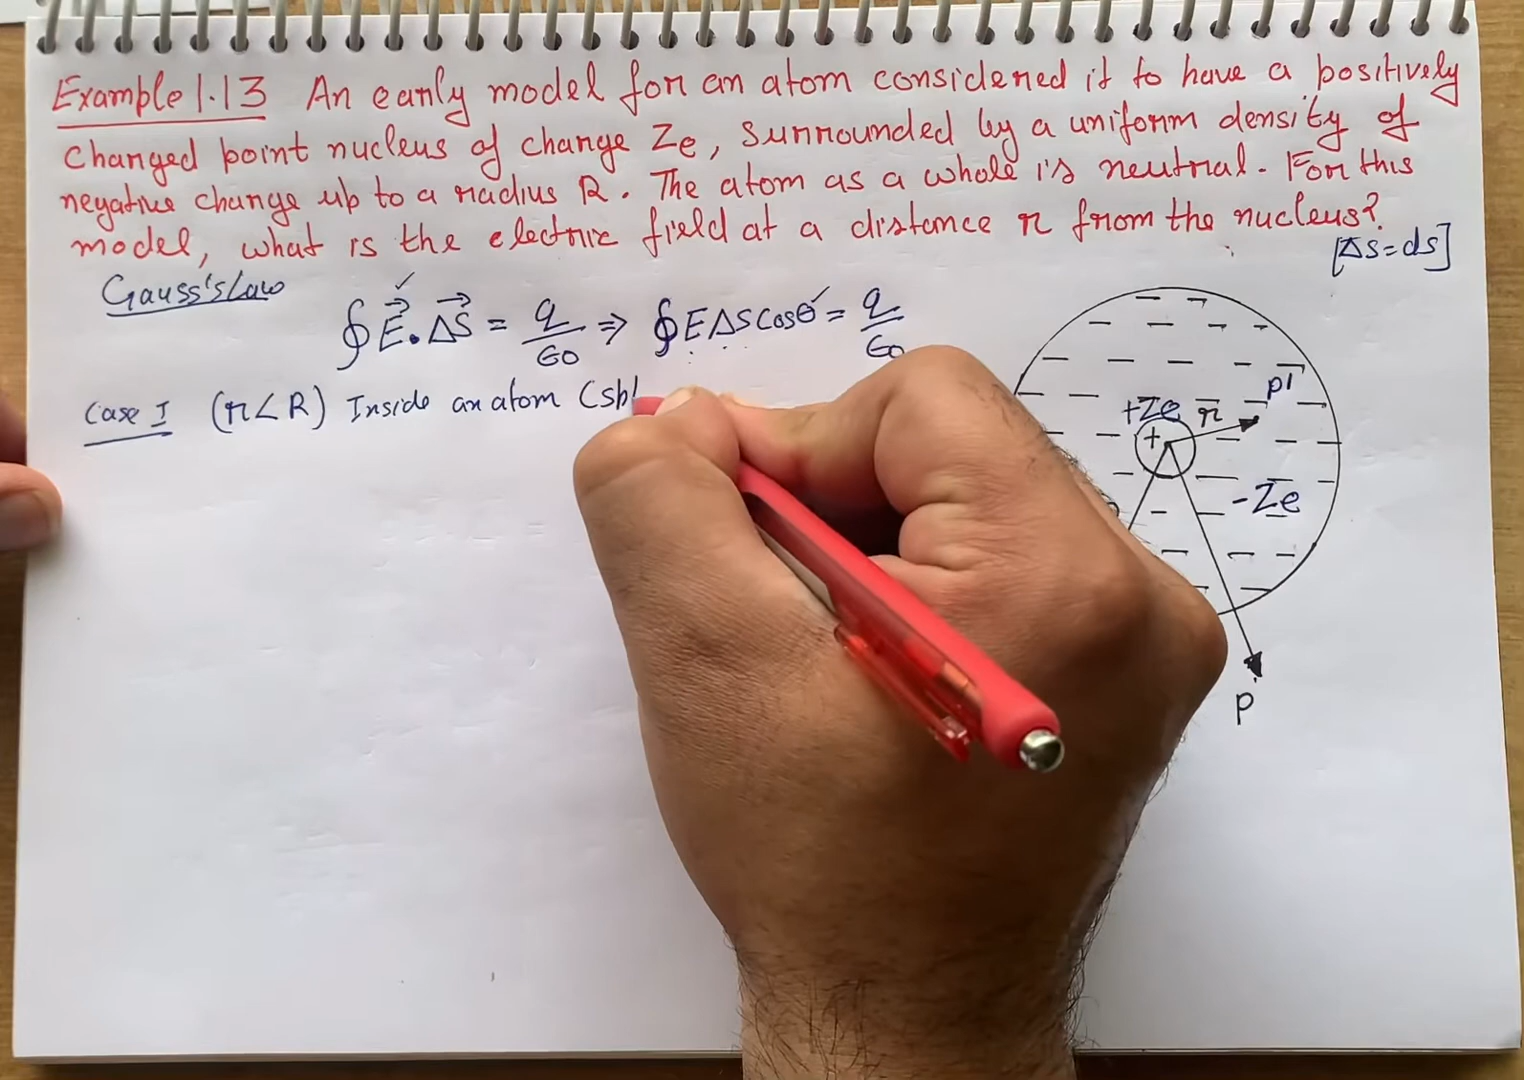 Example 1.13 An early model for an atom considered it to have a positively
charged point nucleus of charge Ze, surrounded by a uniform density of
negative charge up to a radius R. The atom as a whole is neutral. For this
model, what is the electric field at a distance r from the nucleus?
[ΔS = ds]
Gauss's Law
∮ E⃗ . ΔS⃗ = q/ε0 ⇒ ∮ E ΔS Cosθ = q/ε0
Case I (r < R) Inside an atom (sp
+Ze
r
P'
+
-Ze
P